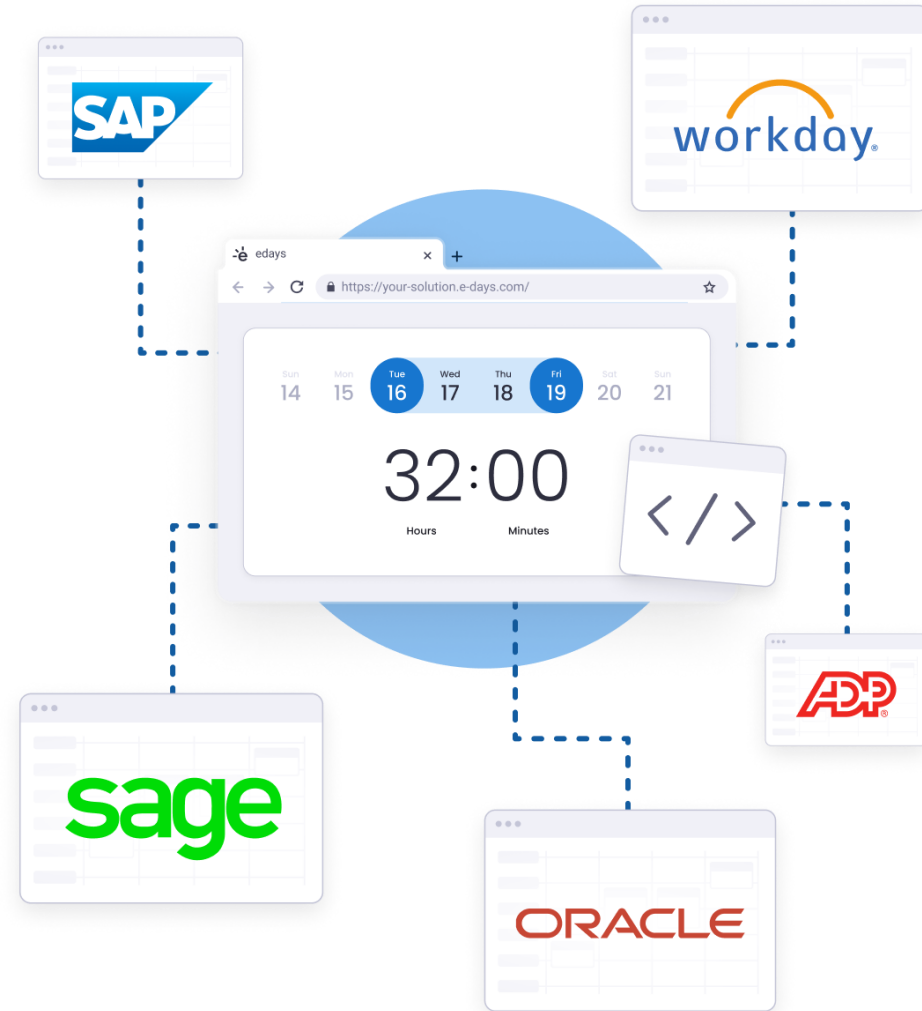 SAP
workday®
edays
https://your-solution.e-days.com/
Sun Mon Tue Wed Thu Fri Sat Sun
14 15 16 17 18 19 20 21
32:00
Hours Minutes
</>
ADP®
sage
ORACLE